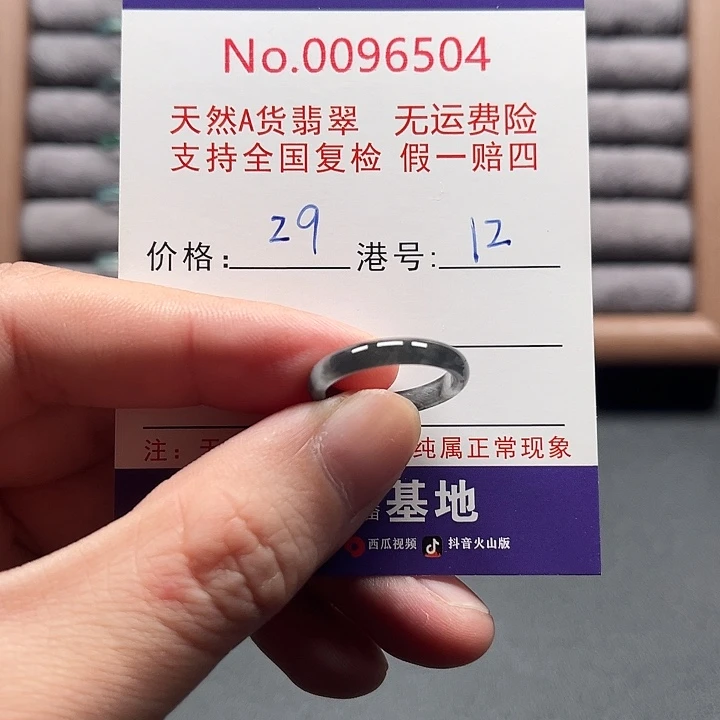 No.0096504
天然A货翡翠 无运费险
支持全国复检 假一赔四
价格: 29 港号: 12
注: 纯属正常现象
基地
西瓜视频 抖音火山版